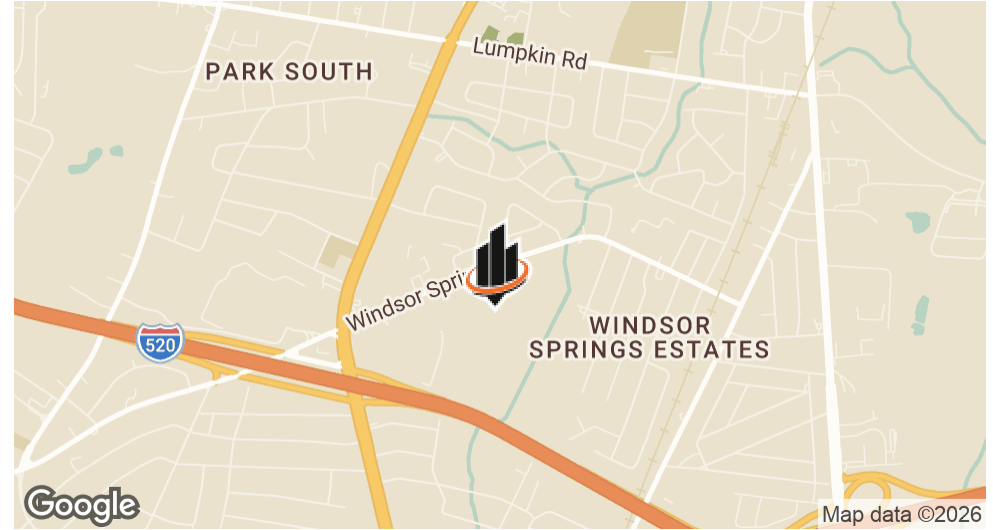 Lumpkin Rd
PARK SOUTH
Windsor Spri
WINDSOR
SPRINGS ESTATES
520
Google
Map data ©2026